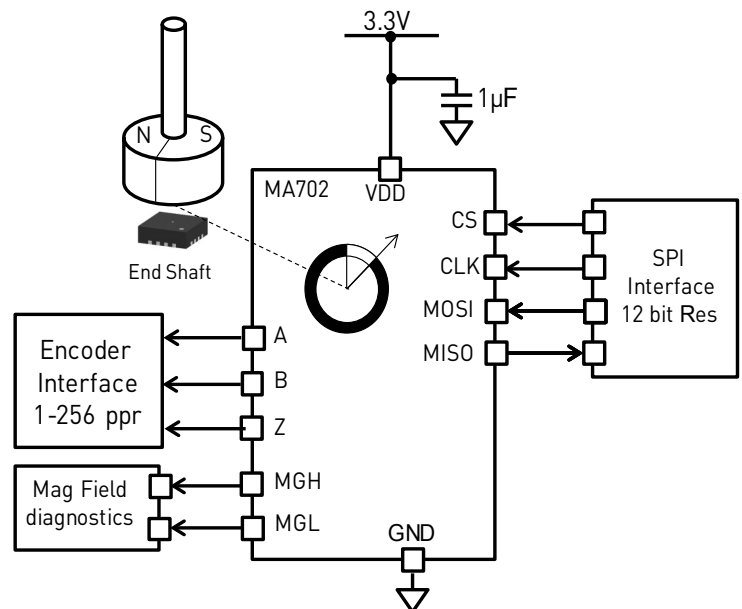 3.3V
1µF
N S
MA702
VDD
End Shaft
CS
CLK
MOSI
MISO
SPI
Interface
12 bit Res
A
B
Z
MGH
MGL
Encoder
Interface
1-256 ppr
Mag Field
diagnostics
GND